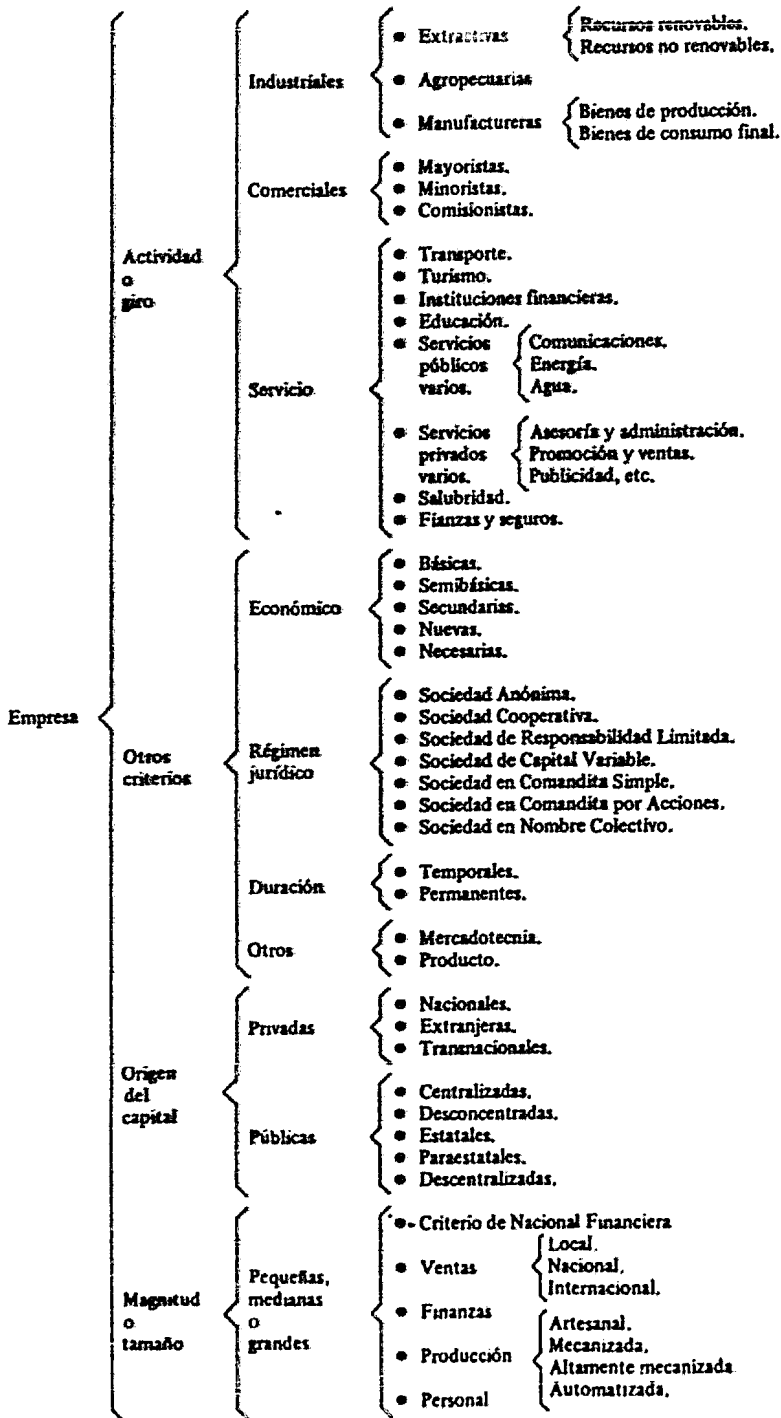 Empresa
Actividad
o
giro
Industriales
• Extractivas
Recursos renovables.
Recursos no renovables.
• Agropecuarias
• Manufactureras
Bienes de producción.
Bienes de consumo final.
Comerciales
• Mayoristas.
• Minoristas.
• Comisionistas.
Servicio
• Transporte.
• Turismo.
• Instituciones financieras.
• Educación.
• Servicios
públicos
varios.
Comunicaciones.
Energía.
Agua.
• Servicios
privados
varios.
Asesoría y administración.
Promoción y ventas.
Publicidad, etc.
• Salubridad.
• Fianzas y seguros.
Otros
criterios
Económico
• Básicas.
• Semibásicas.
• Secundarias.
• Nuevas.
• Necesarias.
Régimen
jurídico
• Sociedad Anónima.
• Sociedad Cooperativa.
• Sociedad de Responsabilidad Limitada.
• Sociedad de Capital Variable.
• Sociedad en Comandita Simple.
• Sociedad en Comandita por Acciones.
• Sociedad en Nombre Colectivo.
Duración
• Temporales.
• Permanentes.
Otros
• Mercadotecnia.
• Producto.
Origen
del
capital
Privadas
• Nacionales.
• Extranjeras.
• Transnacionales.
Públicas
• Centralizadas.
• Desconcentradas.
• Estatales.
• Paraestatales.
• Descentralizadas.
Magnitud
o
tamaño
Pequeñas,
medianas
o
grandes
• Criterio de Nacional Financiera
• Ventas
Local.
Nacional.
Internacional.
• Finanzas
• Producción
Artesanal.
Mecanizada.
Altamente mecanizada
Automatizada.
• Personal